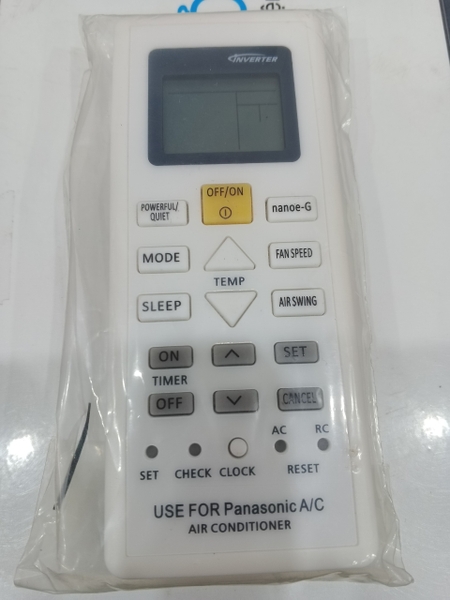 INVERTER
OFF/ON
POWERFUL/
QUIET
nanoe-G
MODE
FAN SPEED
TEMP
SLEEP
AIR SWING
ON
SET
TIMER
OFF
CANCEL
AC
RC
SET
CHECK
CLOCK
RESET
USE FOR Panasonic A/C
AIR CONDITIONER